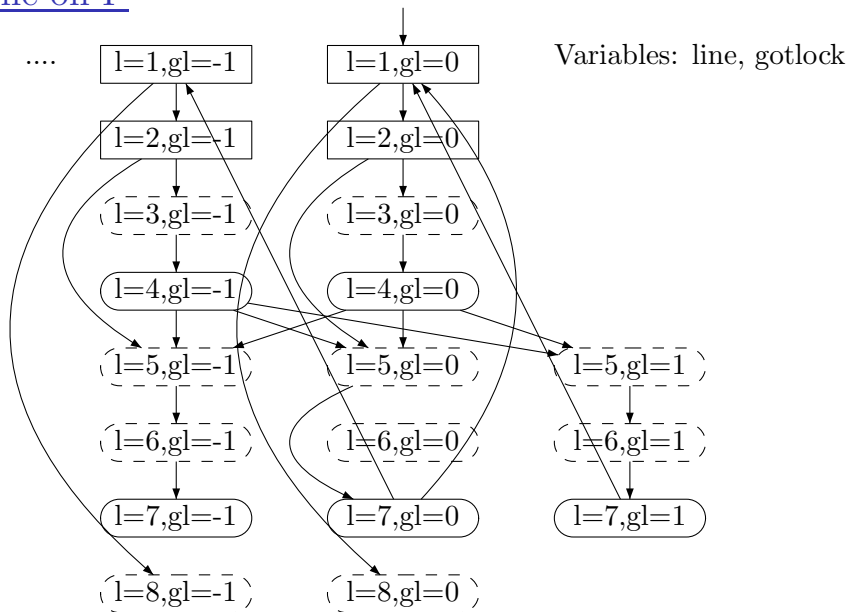 .... l=1,gl=-1 l=1,gl=0 Variables: line, gotlock
l=2,gl=-1 l=2,gl=0
l=3,gl=-1 l=3,gl=0
l=4,gl=-1 l=4,gl=0
l=5,gl=-1 l=5,gl=0 l=5,gl=1
l=6,gl=-1 l=6,gl=0 l=6,gl=1
l=7,gl=-1 l=7,gl=0 l=7,gl=1
l=8,gl=-1 l=8,gl=0